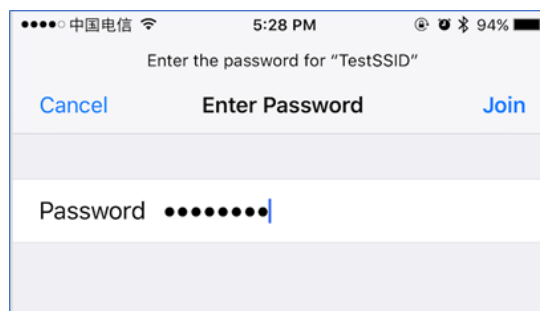 中国电信 5:28 PM 94%
Enter the password for “TestSSID”
Cancel Enter Password Join
Password ••••••••